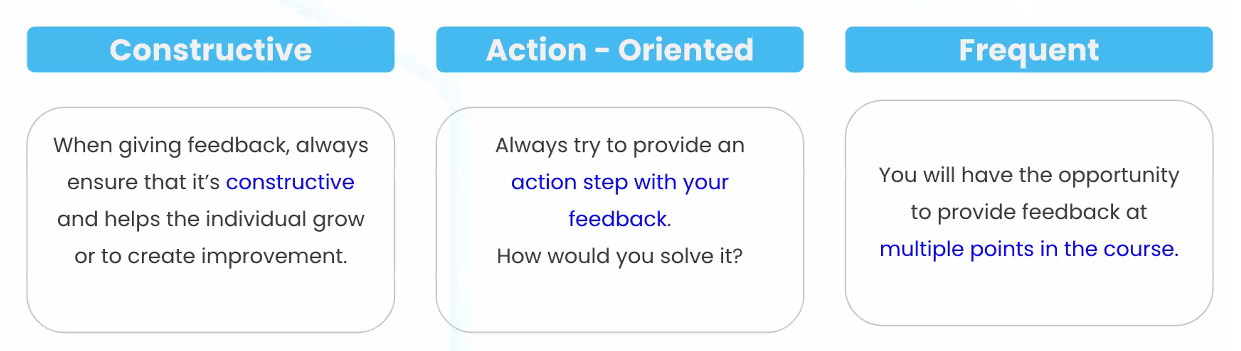 Constructive
When giving feedback, always
ensure that it’s constructive
and helps the individual grow
or to create improvement.
Action - Oriented
Always try to provide an
action step with your
feedback.
How would you solve it?
Frequent
You will have the opportunity
to provide feedback at
multiple points in the course.